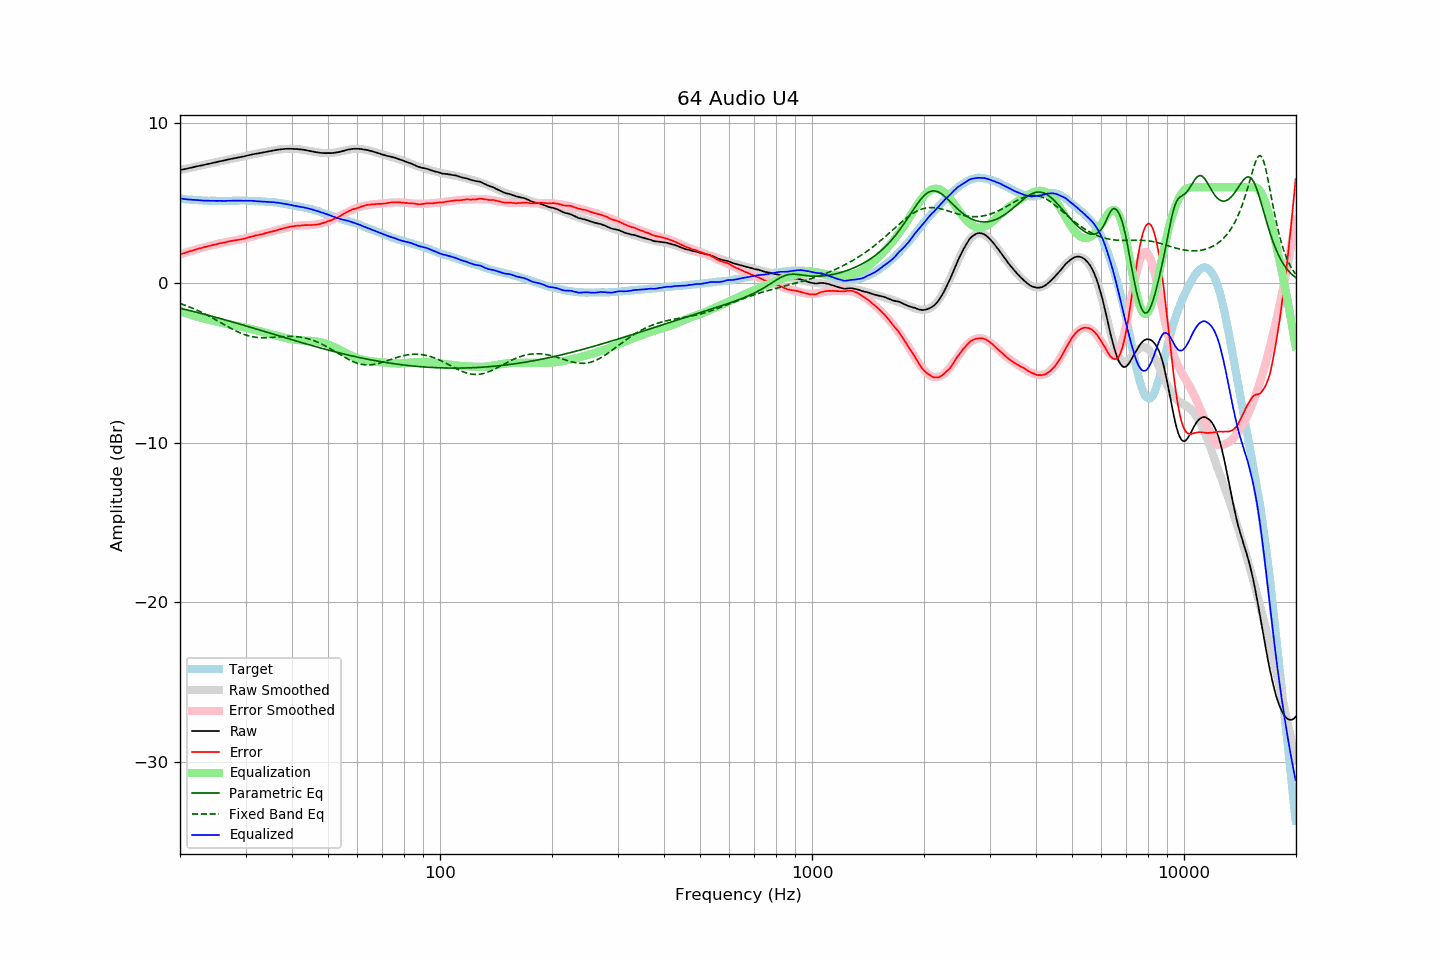 64 Audio U4
10
0
−10
−20
−30
Amplitude (dBr)
100
1000
10000
Frequency (Hz)
Target
Raw Smoothed
Error Smoothed
Raw
Error
Equalization
Parametric Eq
Fixed Band Eq
Equalized